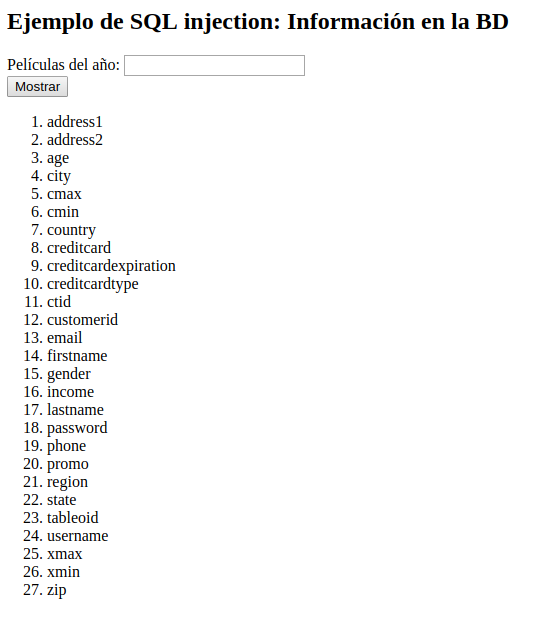 Ejemplo de SQL injection: Información en la BD
Películas del año:
Mostrar
1. address1
2. address2
3. age
4. city
5. cmax
6. cmin
7. country
8. creditcard
9. creditcardexpiration
10. creditcardtype
11. ctid
12. customerid
13. email
14. firstname
15. gender
16. income
17. lastname
18. password
19. phone
20. promo
21. region
22. state
23. tableoid
24. username
25. xmax
26. xmin
27. zip